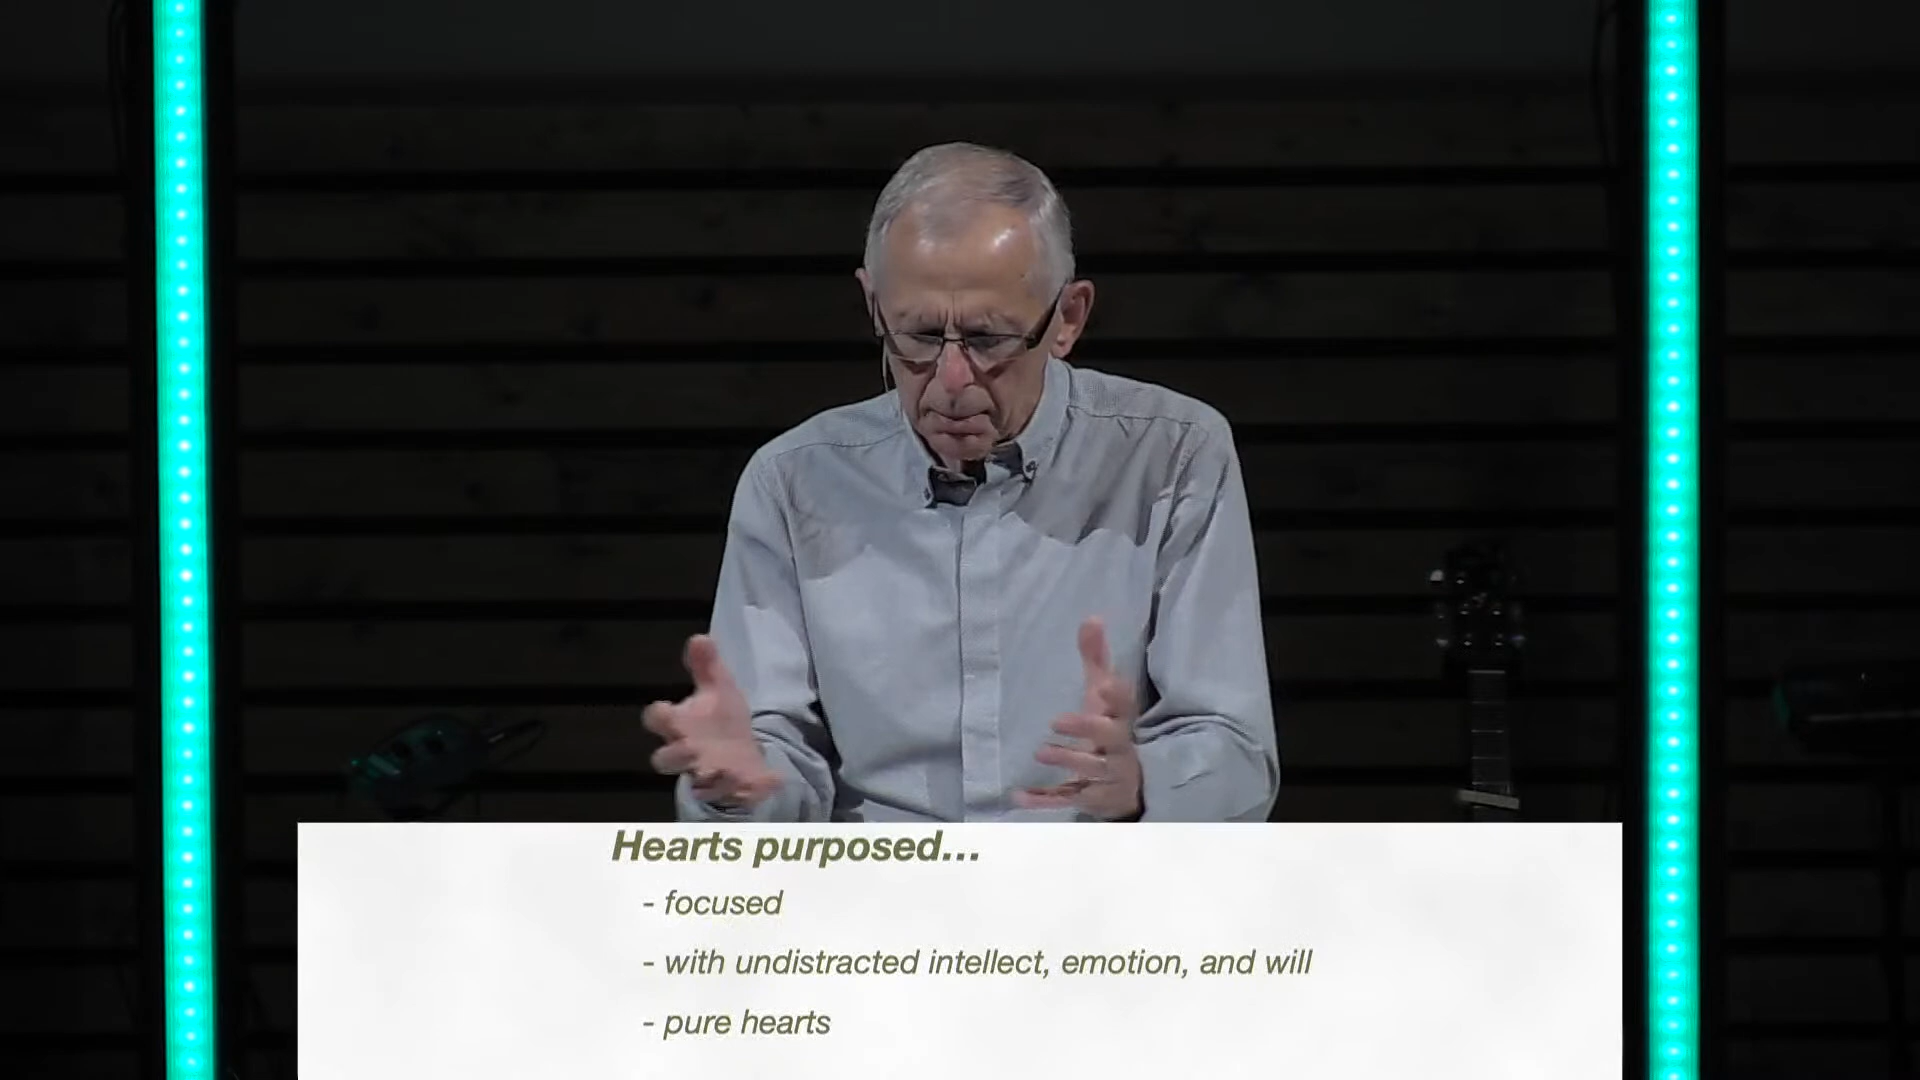 Hearts purposed...
- focused
- with undistracted intellect, emotion, and will
- pure hearts